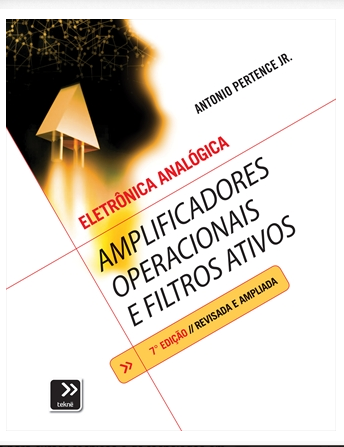 ANTONIO PERTENCE JR.
ELETRÔNICA ANALÓGICA
AMPLIFICADORES
OPERACIONAIS
E FILTROS ATIVOS
7ª EDIÇÃO // REVISADA E AMPLIADA
tekne